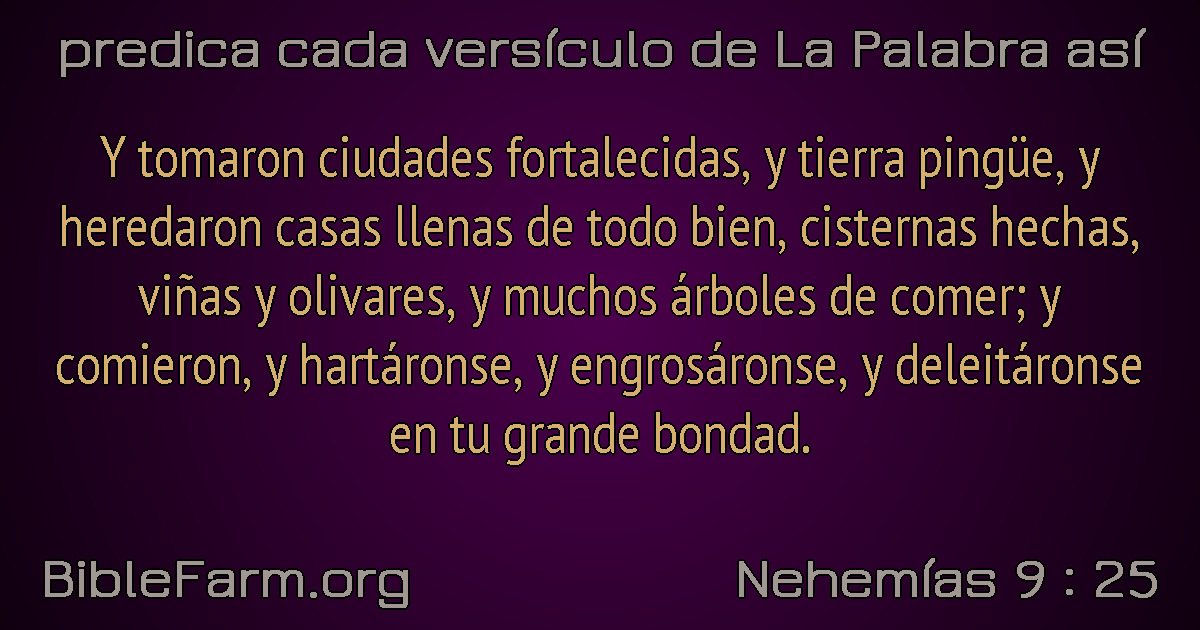 predica cada versículo de La Palabra así
Y tomaron ciudades fortalecidas, y tierra pingüe, y
heredaron casas llenas de todo bien, cisternas hechas,
viñas y olivares, y muchos árboles de comer; y
comieron, y hartáronse, y engrosáronse, y deleitáronse
en tu grande bondad.
BibleFarm.org
Nehemías 9 : 25